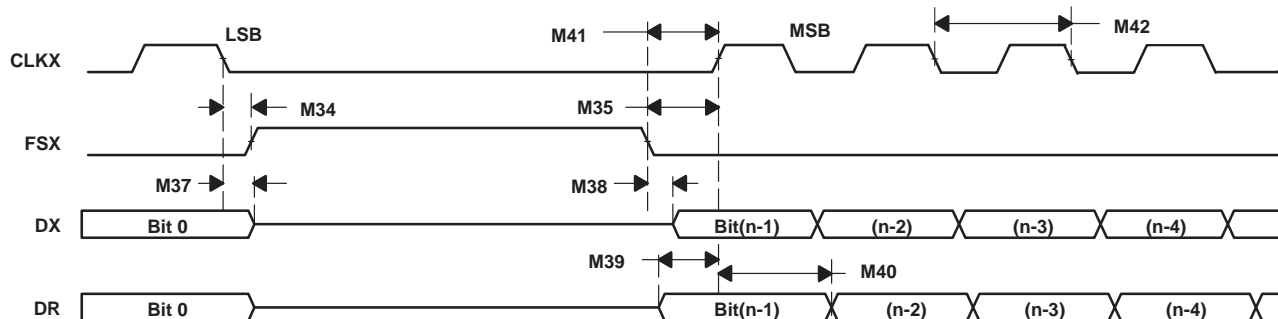 LSB
M41
MSB
M42
CLKX
M34
M35
FSX
M37
M38
DX
Bit 0
Bit(n-1)
(n-2)
(n-3)
(n-4)
M39
M40
DR
Bit 0
Bit(n-1)
(n-2)
(n-3)
(n-4)